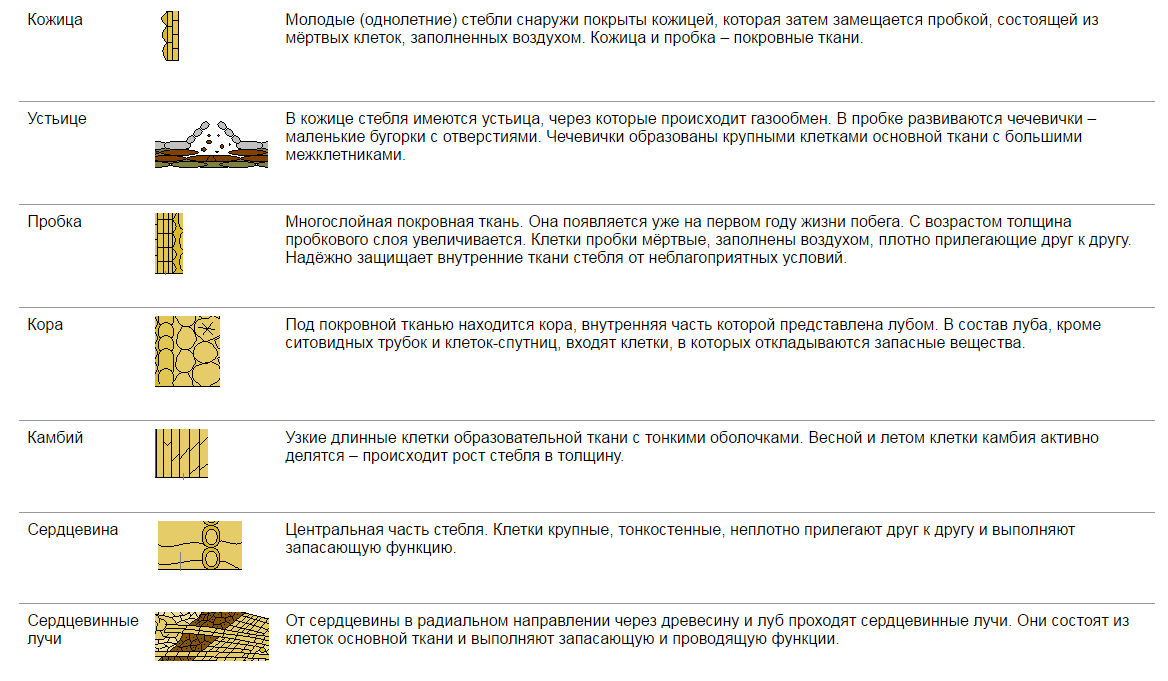 Кожица
Молодые (однолетние) стебли снаружи покрыты кожицей, которая затем замещается пробкой, состоящей из
мёртвых клеток, заполненных воздухом. Кожица и пробка – покровные ткани.
Устьице
В кожице стебля имеются устьица, через которые происходит газообмен. В пробке развиваются чечевички –
маленькие бугорки с отверстиями. Чечевички образованы крупными клетками основной ткани с большими
межклетниками.
Пробка
Многослойная покровная ткань. Она появляется уже на первом году жизни побега. С возрастом толщина
пробкового слоя увеличивается. Клетки пробки мёртвые, заполнены воздухом, плотно прилегающие друг к другу.
Надёжно защищает внутренние ткани стебля от неблагоприятных условий.
Кора
Под покровной тканью находится кора, внутренняя часть которой представлена лубом. В состав луба, кроме
ситовидных трубок и клеток-спутниц, входят клетки, в которых откладываются запасные вещества.
Камбий
Узкие длинные клетки образовательной ткани с тонкими оболочками. Весной и летом клетки камбия активно
делятся – происходит рост стебля в толщину.
Сердцевина
Центральная часть стебля. Клетки крупные, тонкостенные, неплотно прилегают друг к другу и выполняют
запасающую функцию.
Сердцевинные
лучи
От сердцевины в радиальном направлении через древесину и луб проходят сердцевинные лучи. Они состоят из
клеток основной ткани и выполняют запасающую и проводящую функции.